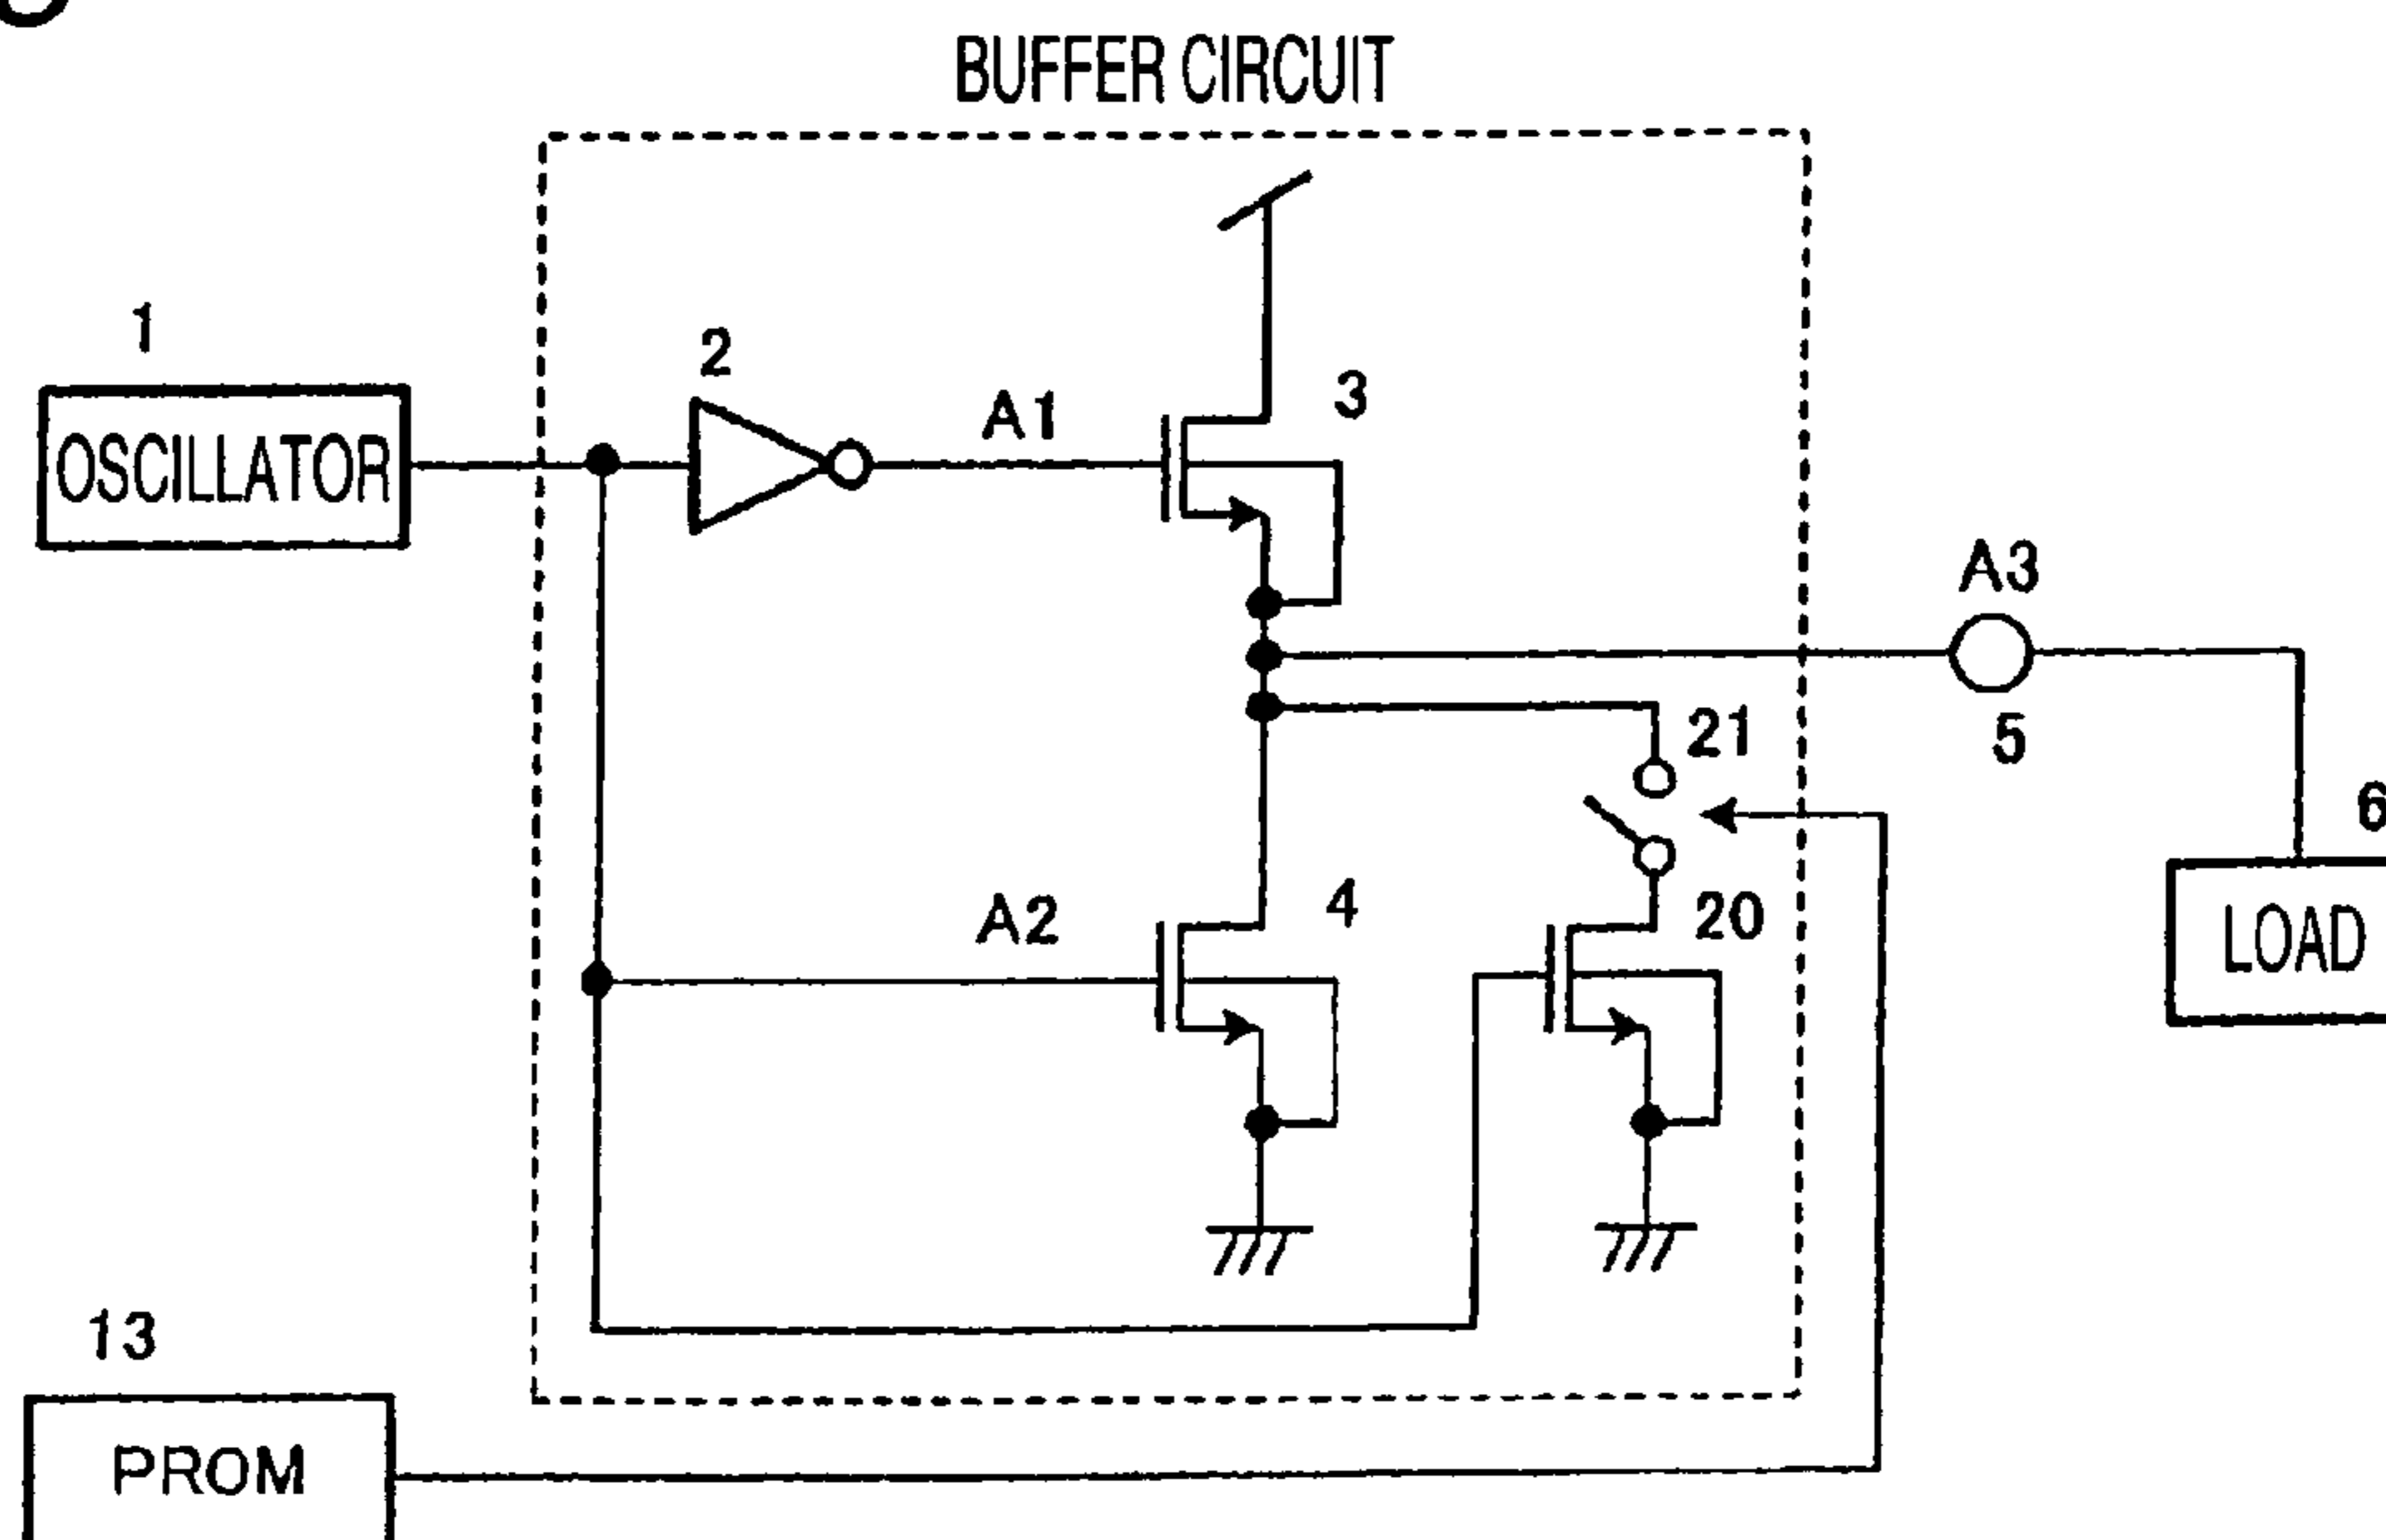 BUFFER CIRCUIT
1
2
3
A1
OSCILLATOR
A3
5
21
6
4
20
A2
LOAD
13
PROM